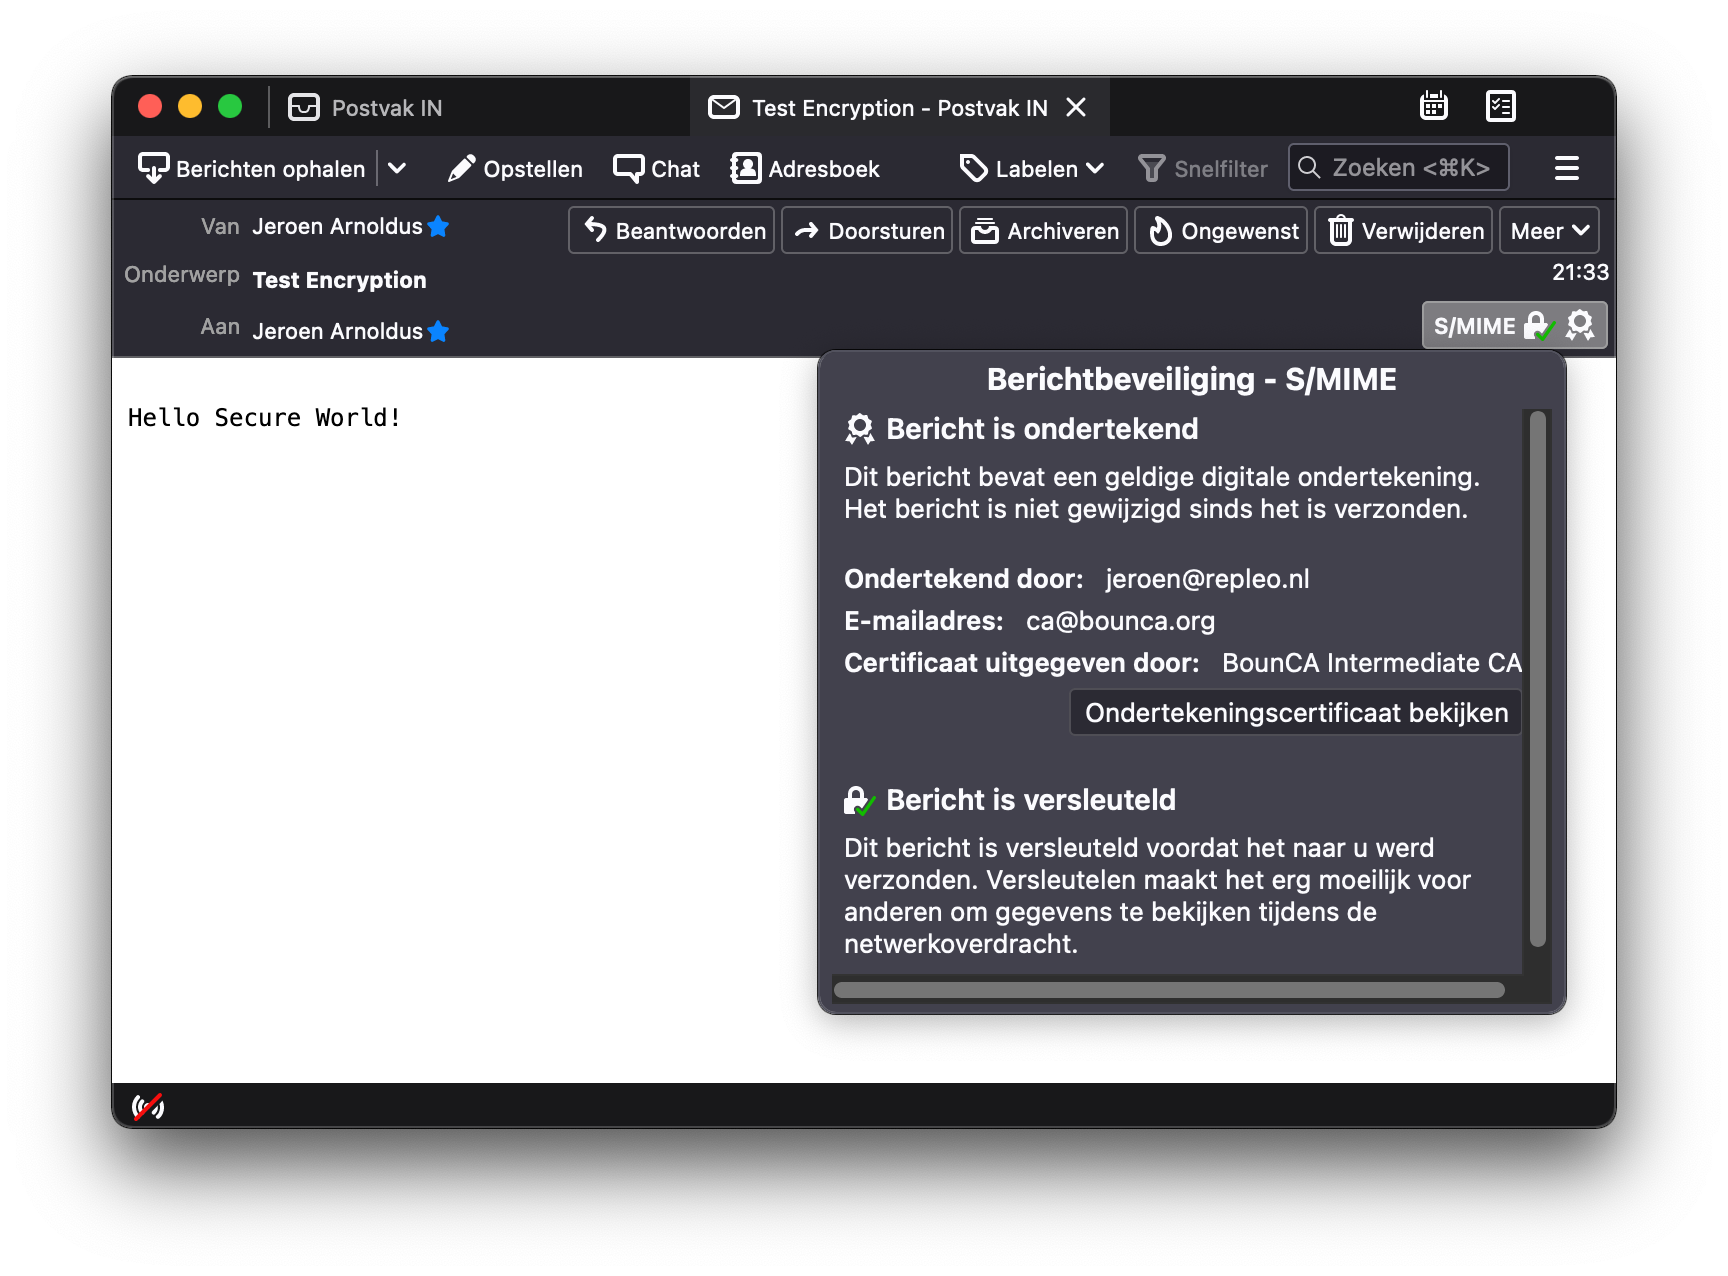 Postvak IN
Test Encryption - Postvak IN
Berichten ophalen
Opstellen
Chat
Adresboek
Labelen
Snelfilter
Zoeken <⌘K>
Van Jeroen Arnoldus
Beantwoorden
Doorsturen
Archiveren
Ongewenst
Verwijderen
Meer
Onderwerp Test Encryption
21:33
Aan Jeroen Arnoldus
S/MIME
Hello Secure World!
Berichtbeveiliging - S/MIME
Bericht is ondertekend
Dit bericht bevat een geldige digitale ondertekening.
Het bericht is niet gewijzigd sinds het is verzonden.
Ondertekend door: jeroen@repleo.nl
E-mailadres: ca@bounca.org
Certificaat uitgegeven door: BounCA Intermediate CA
Ondertekeningscertificaat bekijken
Bericht is versleuteld
Dit bericht is versleuteld voordat het naar u werd
verzonden. Versleutelen maakt het erg moeilijk voor
anderen om gegevens te bekijken tijdens de
netwerkoverdracht.